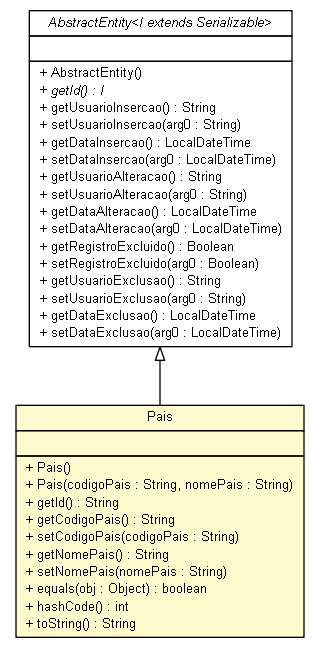 AbstractEntity<I extends Serializable>
+ AbstractEntity()
+ getId() : I
+ getUsuarioInsercao() : String
+ setUsuarioInsercao(arg0 : String)
+ getDataInsercao() : LocalDateTime
+ setDataInsercao(arg0 : LocalDateTime)
+ getUsuarioAlteracao() : String
+ setUsuarioAlteracao(arg0 : String)
+ getDataAlteracao() : LocalDateTime
+ setDataAlteracao(arg0 : LocalDateTime)
+ getRegistroExcluido() : Boolean
+ setRegistroExcluido(arg0 : Boolean)
+ getUsuarioExclusao() : String
+ setUsuarioExclusao(arg0 : String)
+ getDataExclusao() : LocalDateTime
+ setDataExclusao(arg0 : LocalDateTime)
Pais
+ Pais()
+ Pais(codigoPais : String, nomePais : String)
+ getId() : String
+ getCodigoPais() : String
+ setCodigoPais(codigoPais : String)
+ getNomePais() : String
+ setNomePais(nomePais : String)
+ equals(obj : Object) : boolean
+ hashCode() : int
+ toString() : String